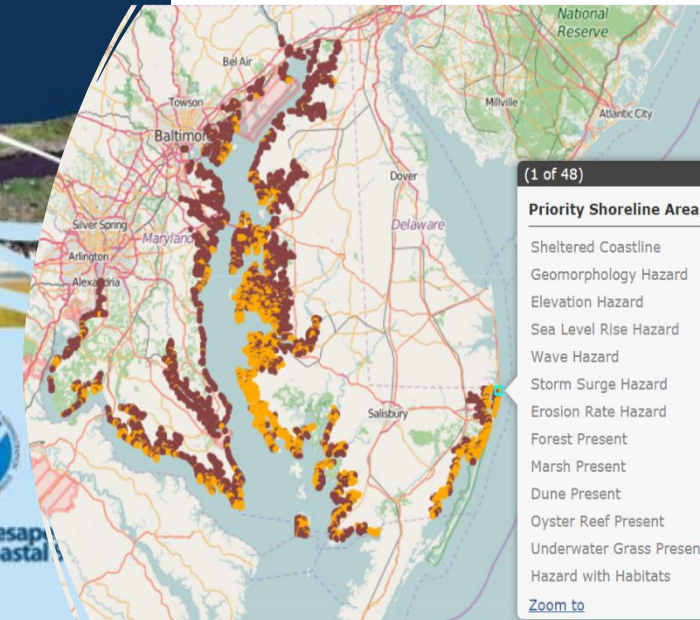 National
Reserve
Bel Air
Towson
Millville
Atlantic City
Baltimore
(1 of 48)
Dover
Priority Shoreline Area
Silver Spring
Maryland
Delaware
Sheltered Coastline
Arlington
Geomorphology Hazard
Alexandria
Elevation Hazard
Sea Level Rise Hazard
Wave Hazard
Storm Surge Hazard
Salisbury
Erosion Rate Hazard
Forest Present
Marsh Present
Dune Present
Oyster Reef Present
Underwater Grass Presen
Hazard with Habitats
Zoom to
esap
astal